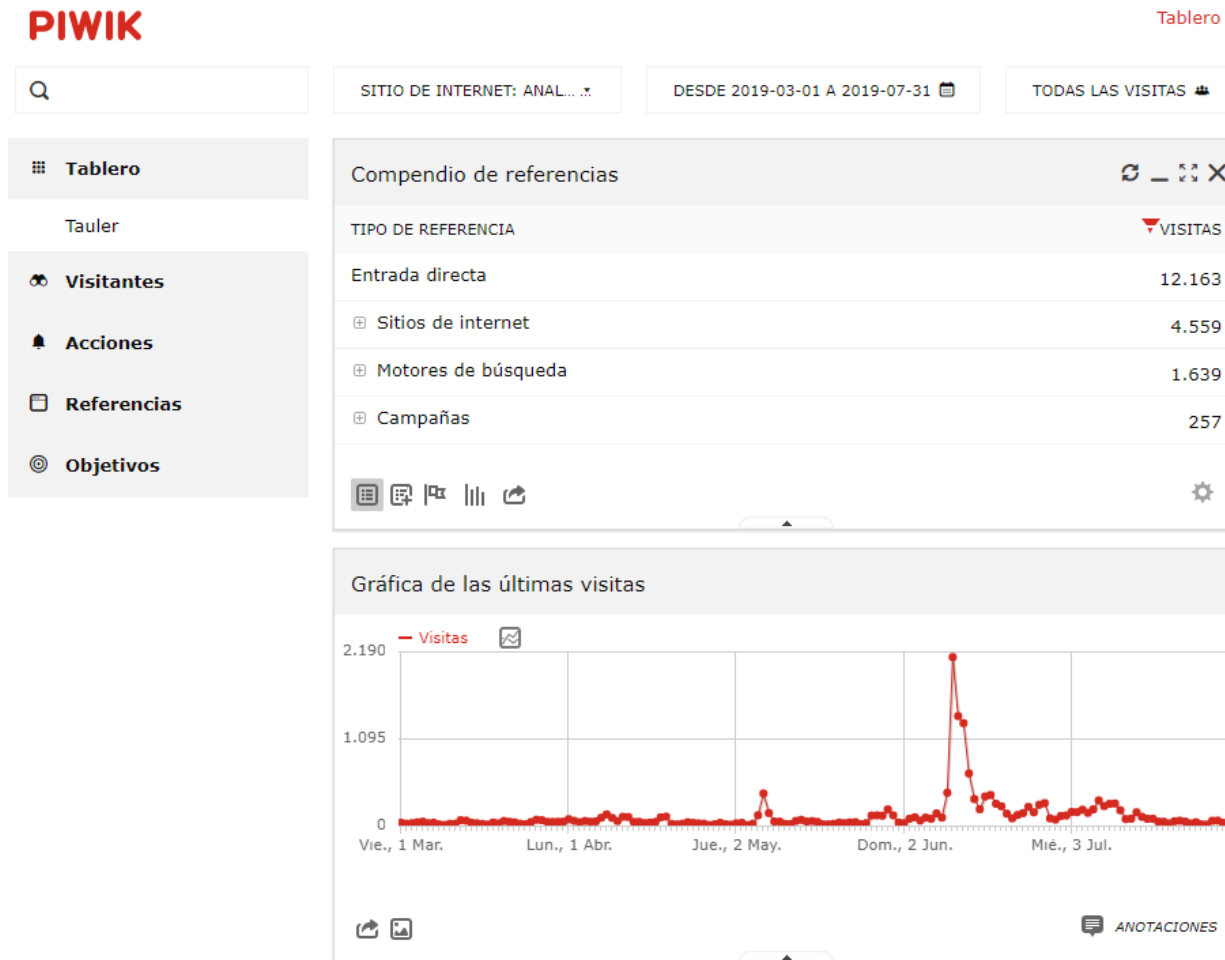 PIWIK
Tablero
SITIO DE INTERNET: ANAL...
DESDE 2019-03-01 A 2019-07-31
TODAS LAS VISITAS
Tablero
Tauler
Visitantes
Acciones
Referencias
Objetivos
Compendio de referencias
TIPO DE REFERENCIA VISITAS
Entrada directa 12.163
Sitios de internet 4.559
Motores de búsqueda 1.639
Campañas 257
Gráfica de las últimas visitas
Visitas
2.190
1.095
0
Vie., 1 Mar. Lun., 1 Abr. Jue., 2 May. Dom., 2 Jun. Mié., 3 Jul.
ANOTACIONES